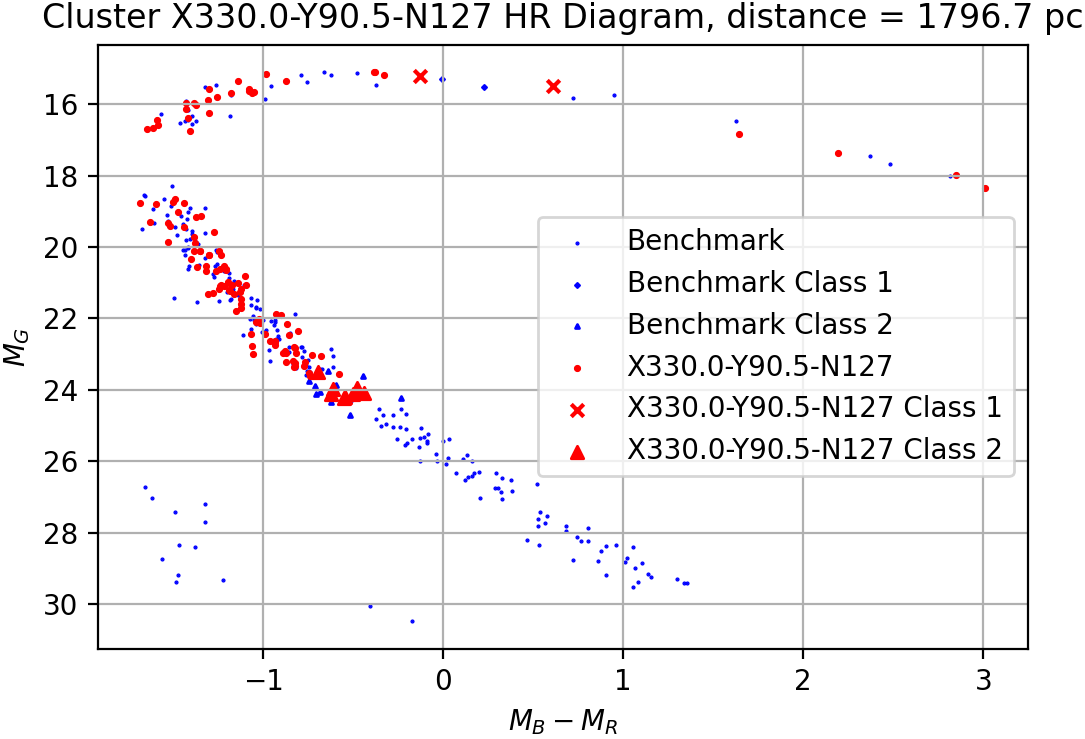 Cluster X330.0-Y90.5-N127 HR Diagram, distance = 1796.7 pc
M_G
16
18
20
22
24
26
28
30
Benchmark
Benchmark Class 1
Benchmark Class 2
X330.0-Y90.5-N127
X330.0-Y90.5-N127 Class 1
X330.0-Y90.5-N127 Class 2
−1 0 1 2 3
M_B − M_R